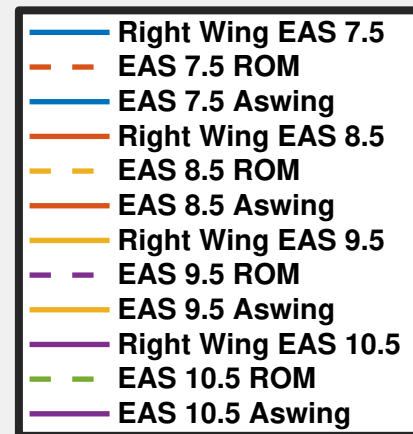 Right Wing EAS 7.5
EAS 7.5 ROM
EAS 7.5 Aswing
Right Wing EAS 8.5
EAS 8.5 ROM
EAS 8.5 Aswing
Right Wing EAS 9.5
EAS 9.5 ROM
EAS 9.5 Aswing
Right Wing EAS 10.5
EAS 10.5 ROM
EAS 10.5 Aswing